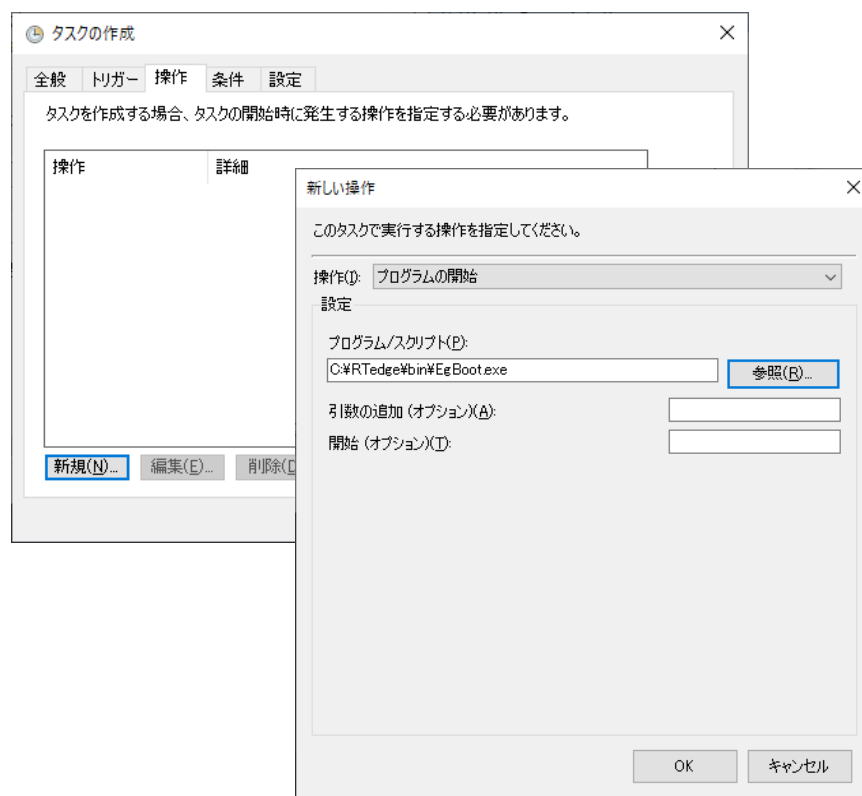 タスクの作成
全般 トリガー 操作 条件 設定
タスクを作成する場合、タスクの開始時に発生する操作を指定する必要があります。
操作 詳細
新規(N)... 編集(E)... 削除(D
新しい操作
このタスクで実行する操作を指定してください。
操作(I): プログラムの開始
設定
プログラム/スクリプト(P):
C:¥RTedge¥bin¥EgBoot.exe 参照(R)...
引数の追加 (オプション)(A):
開始 (オプション)(T):
OK キャンセル